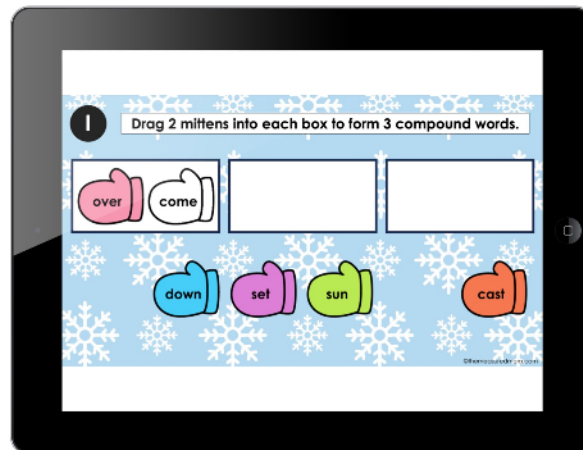 1
Drag 2 mittens into each box to form 3 compound words.
over come
down set sun cast